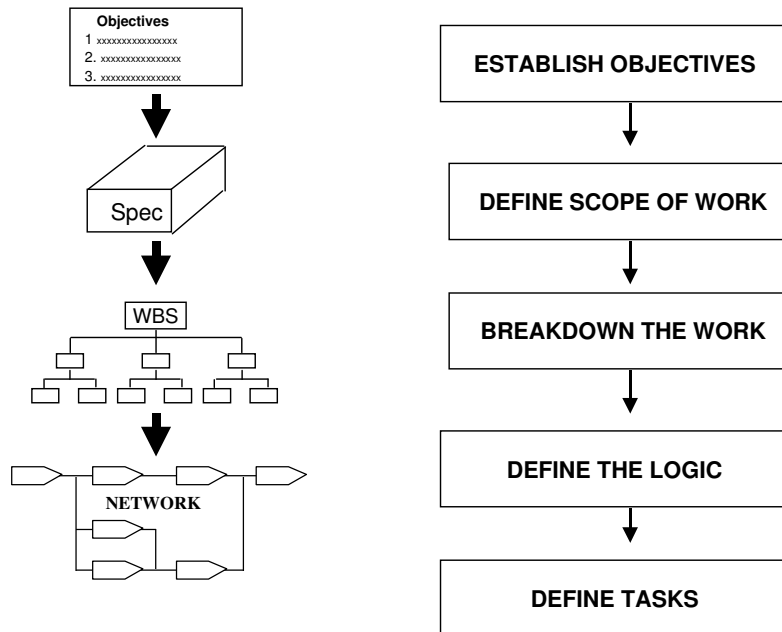 Objectives
1 xxxxxxxxxxxxxxxx
2. xxxxxxxxxxxxxxxx
3. xxxxxxxxxxxxxxxx
Spec
WBS
NETWORK
ESTABLISH OBJECTIVES
DEFINE SCOPE OF WORK
BREAKDOWN THE WORK
DEFINE THE LOGIC
DEFINE TASKS